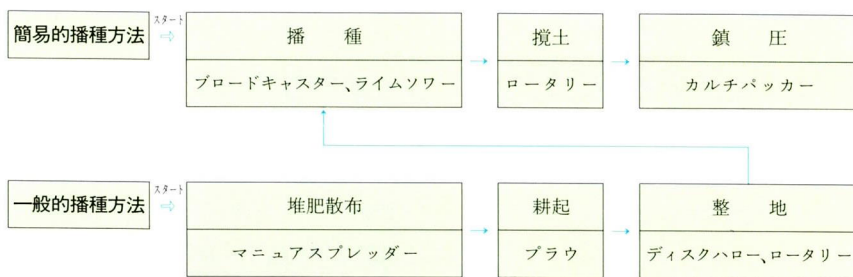 簡易的播種方法
スタート
播種
ブロードキャスター、ライムソワー
撹土
ロータリー
鎮圧
カルチパッカー
一般的播種方法
スタート
堆肥散布
マニュアスプレッダー
耕起
プラウ
整地
ディスクハロー、ロータリー